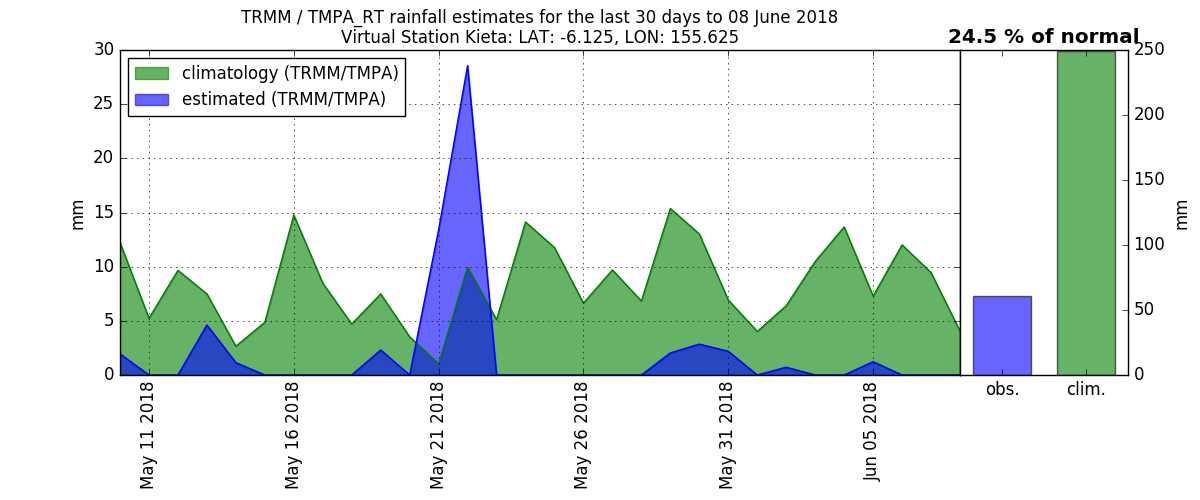 TRMM / TMPA_RT rainfall estimates for the last 30 days to 08 June 2018
Virtual Station Kieta: LAT: -6.125, LON: 155.625
24.5 % of normal
climatology (TRMM/TMPA)
estimated (TRMM/TMPA)
30
25
20
15
10
5
0
mm
May 11 2018
May 16 2018
May 21 2018
May 26 2018
May 31 2018
Jun 05 2018
obs.
clim.
250
200
150
100
50
0
mm